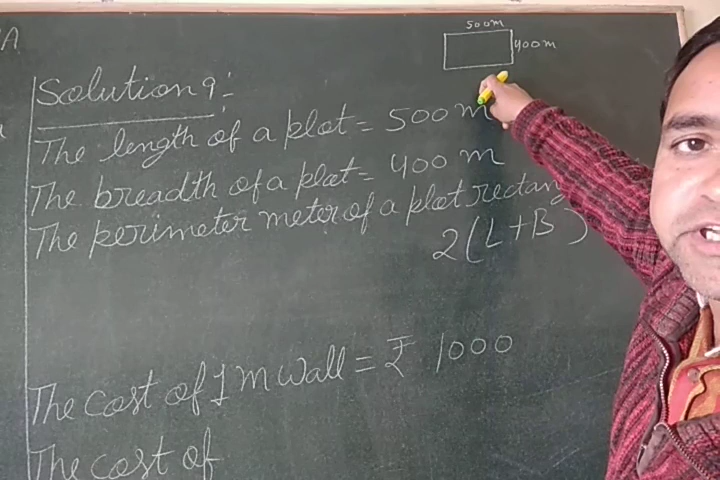 500m
400m
A
Solution 9:-
The length of a plot = 500 m
The breadth of a plot = 400 m
The perimeter meter of a plot rectang
2(L+B)
The cost of 1 m wall = ₹ 1000
The cost of